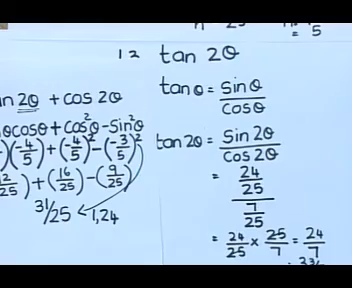 12 tan 2θ
n 2θ + cos 2θ
θcosθ + cos²θ - sin²θ
)(-4/5) + (-4/5)² - (-3/5)²
/25) + (16/25) - (9/25)
31/25 ← 1,24
tan θ = sin θ / cos θ
tan 2θ = sin 2θ / cos 2θ
= 24/25 / 7/25
= 24/25 × 25/7 = 24/7